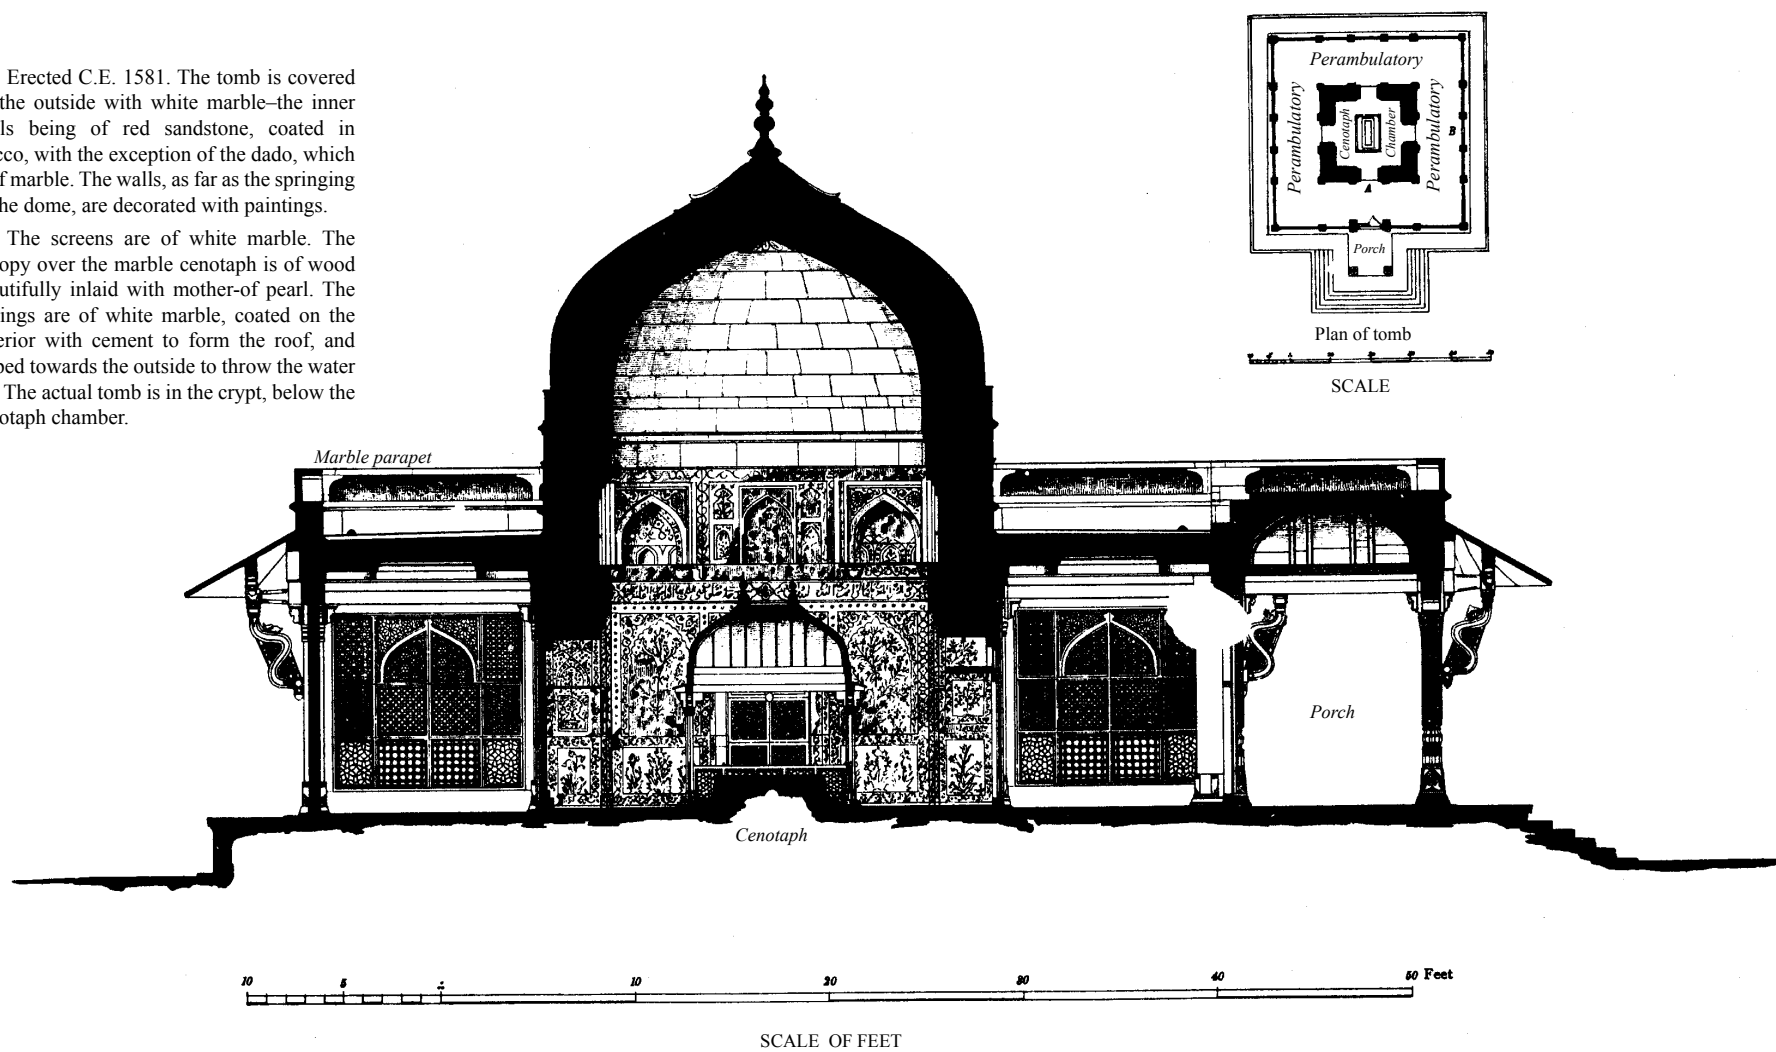 Erected C.E. 1581. The tomb is covered
the outside with white marble–the inner
ls being of red sandstone, coated in
cco, with the exception of the dado, which
f marble. The walls, as far as the springing
he dome, are decorated with paintings.
The screens are of white marble. The
opy over the marble cenotaph is of wood
utifully inlaid with mother-of pearl. The
ings are of white marble, coated on the
erior with cement to form the roof, and
ped towards the outside to throw the water
The actual tomb is in the crypt, below the
otaph chamber.
Perambulatory
Perambulatory
Cenotaph
Chamber
Perambulatory
B
A
Porch
Plan of tomb
SCALE
Marble parapet
Porch
Cenotaph
10 5 10 20 30 40 50 Feet
SCALE OF FEET